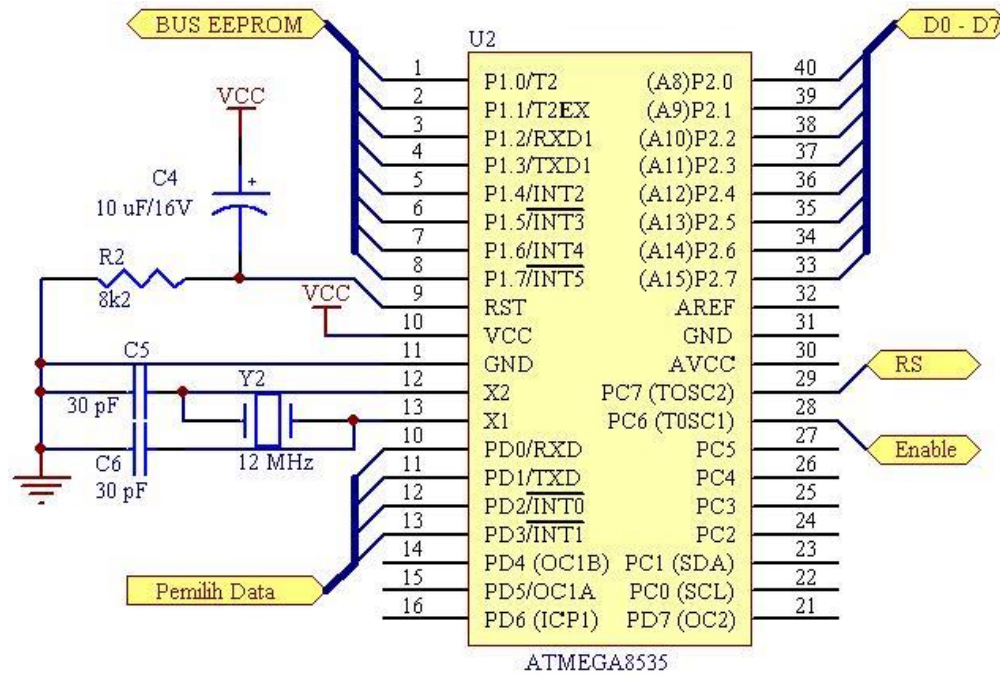 BUS EEPROM
D0 - D7
U2
1 P1.0/T2 (A8)P2.0 40
2 P1.1/T2EX (A9)P2.1 39
3 P1.2/RXD1 (A10)P2.2 38
4 P1.3/TXD1 (A11)P2.3 37
5 P1.4/INT2 (A12)P2.4 36
6 P1.5/INT3 (A13)P2.5 35
7 P1.6/INT4 (A14)P2.6 34
8 P1.7/INT5 (A15)P2.7 33
9 RST AREF 32
10 VCC GND 31
11 GND AVCC 30
12 X2 PC7 (TOSC2) 29
13 X1 PC6 (T0SC1) 28
10 PD0/RXD PC5 27
11 PD1/TXD PC4 26
12 PD2/INT0 PC3 25
13 PD3/INT1 PC2 24
14 PD4 (OC1B) PC1 (SDA) 23
15 PD5/OC1A PC0 (SCL) 22
16 PD6 (ICP1) PD7 (OC2) 21
ATMEGA8535
VCC
C4
+
10 uF/16V
R2
8k2
VCC
C5
30 pF
Y2
12 MHz
C6
30 pF
RS
Enable
Pemilih Data